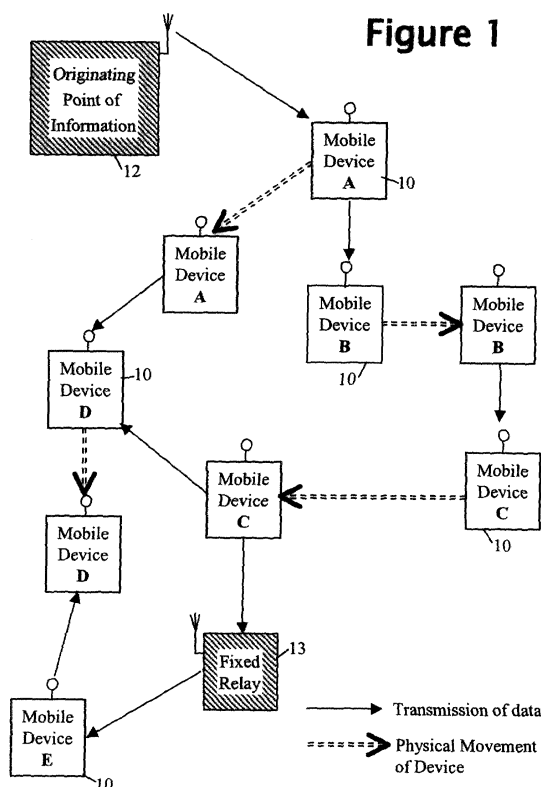 Figure 1
Originating
Point of
Information
12
Mobile
Device
A
10
Mobile
Device
A
Mobile
Device
B
10
Mobile
Device
B
Mobile
Device
D
10
Mobile
Device
C
Mobile
Device
C
10
Mobile
Device
D
Fixed
Relay
13
Mobile
Device
E
10
Transmission of data
Physical Movement
of Device